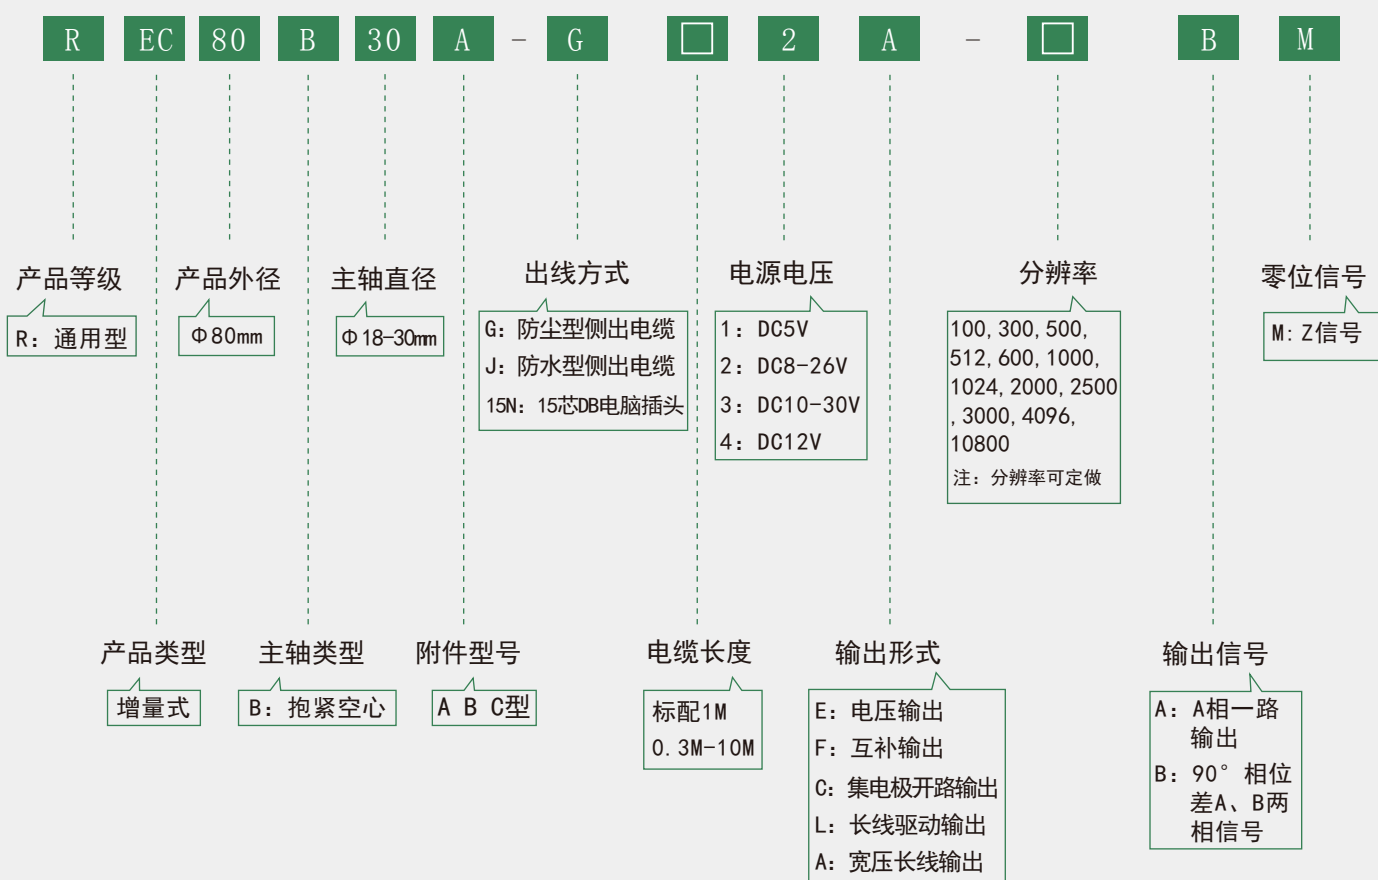 R EC 80 B 30 A - G □ 2 A - □ B M
产品等级
R: 通用型
产品外径
Φ80mm
主轴直径
Φ18-30mm
出线方式
G: 防尘型侧出电缆
J: 防水型侧出电缆
15N: 15芯DB电脑插头
电源电压
1: DC5V
2: DC8-26V
3: DC10-30V
4: DC12V
分辨率
100, 300, 500,
512, 600, 1000,
1024, 2000, 2500
, 3000, 4096,
10800
注: 分辨率可定做
零位信号
M: Z信号
产品类型
增量式
主轴类型
B: 抱紧空心
附件型号
A B C型
电缆长度
标配1M
0.3M-10M
输出形式
E: 电压输出
F: 互补输出
C: 集电极开路输出
L: 长线驱动输出
A: 宽压长线输出
输出信号
A: A相一路
输出
B: 90°相位
差A、B两
相信号